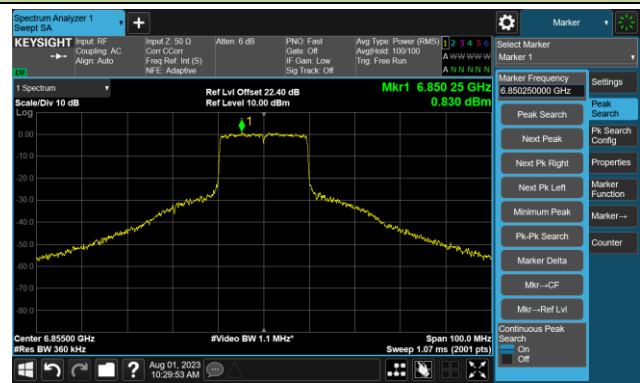 Spectrum Analyzer 1
Swept SA
Marker
KEYSIGHT
Input: RF
Coupling: AC
Align: Auto
Input Z: 50 Ω
Corr CCorr
Freq Ref: Int (S)
NFE: Adaptive
Atten: 6 dB
PNO: Fast
Gate: Off
IF Gain: Low
Sig Track: Off
Avg Type: Power (RMS)
Avg|Hold: 100/100
Trig: Free Run
1 2 3 4 5 6
A W W W W W
A N N N N N
LV
Select Marker
Marker 1
1 Spectrum
Scale/Div 10 dB
Log
Ref Lvl Offset 22.40 dB
Ref Level 10.00 dBm
Mkr1 6.850 25 GHz
0.830 dBm
1
0.00
-10.0
-20.0
-30.0
-40.0
-50.0
-60.0
-70.0
-80.0
Center 6.85500 GHz
#Res BW 360 kHz
#Video BW 1.1 MHz*
Span 100.0 MHz
Sweep 1.07 ms (2001 pts)
Marker Frequency
6.850250000 GHz
Peak Search
Next Peak
Next Pk Right
Next Pk Left
Minimum Peak
Pk-Pk Search
Marker Delta
Mkr→CF
Mkr→Ref Lvl
Continuous Peak
Search
On
Off
Settings
Peak
Search
Pk Search
Config
Properties
Marker
Function
Marker→
Counter
Aug 01, 2023
10:29:53 AM